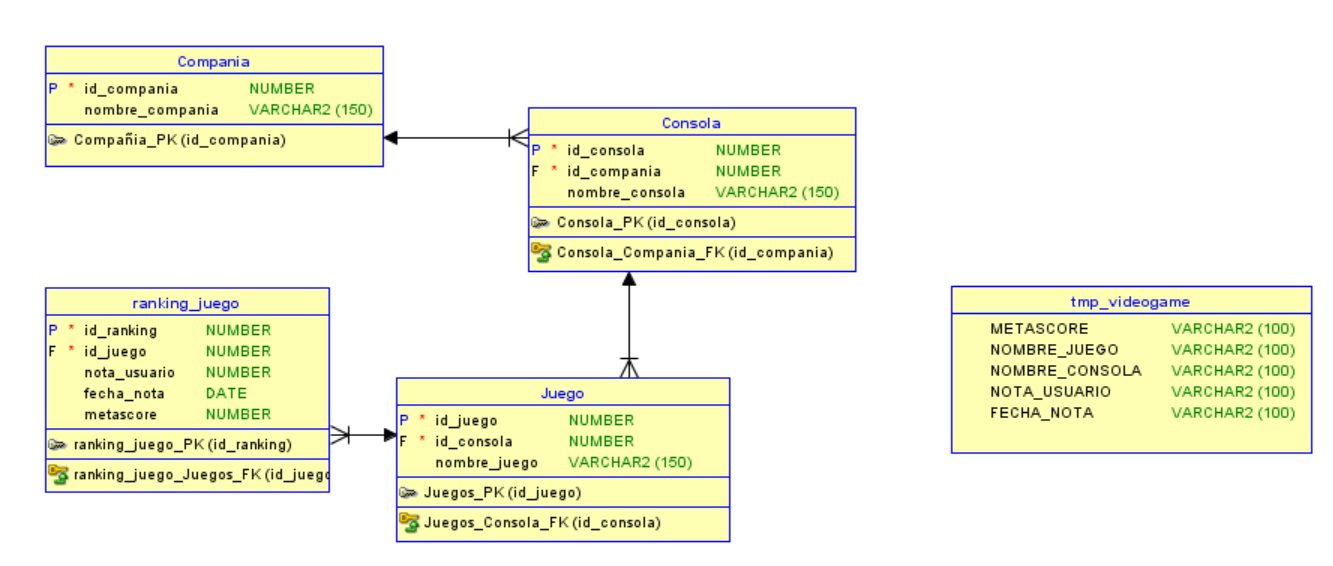 Compania
P * id_compania NUMBER
nombre_compania VARCHAR2 (150)
Compañia_PK (id_compania)
Consola
P * id_consola NUMBER
F * id_compania NUMBER
nombre_consola VARCHAR2 (150)
Consola_PK (id_consola)
Consola_Compania_FK (id_compania)
ranking_juego
P * id_ranking NUMBER
F * id_juego NUMBER
nota_usuario NUMBER
fecha_nota DATE
metascore NUMBER
ranking_juego_PK (id_ranking)
ranking_juego_Juegos_FK (id_juego
Juego
P * id_juego NUMBER
F * id_consola NUMBER
nombre_juego VARCHAR2 (150)
Juegos_PK (id_juego)
Juegos_Consola_FK (id_consola)
tmp_videogame
METASCORE VARCHAR2 (100)
NOMBRE_JUEGO VARCHAR2 (100)
NOMBRE_CONSOLA VARCHAR2 (100)
NOTA_USUARIO VARCHAR2 (100)
FECHA_NOTA VARCHAR2 (100)